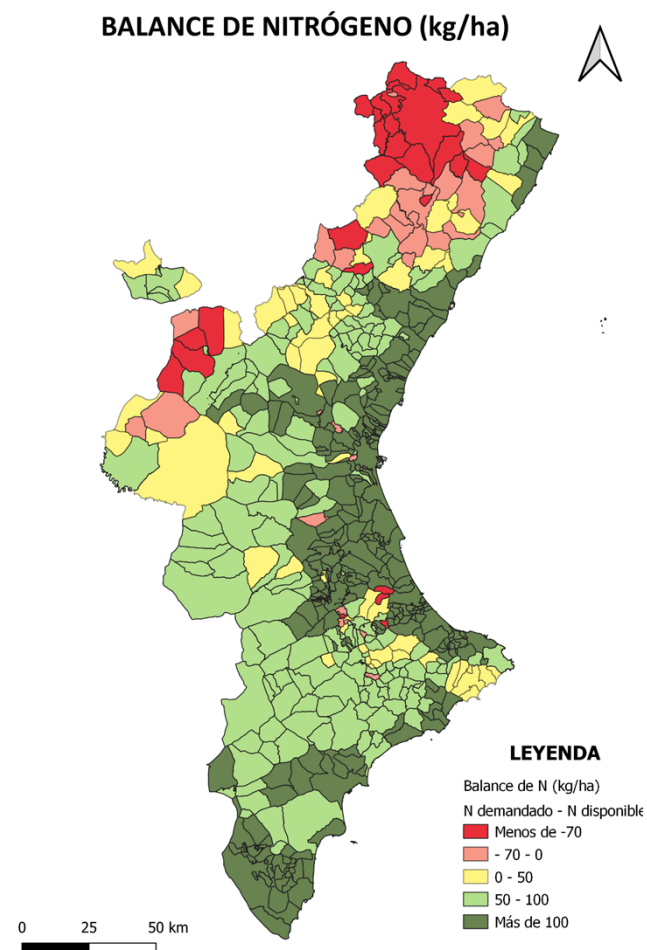 BALANCE DE NITRÓGENO (kg/ha)
LEYENDA
Balance de N (kg/ha)
N demandado - N disponible
Menos de -70
- 70 - 0
0 - 50
50 - 100
Más de 100
0 25 50 km